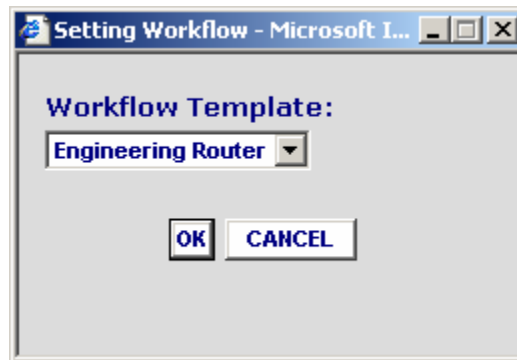 Setting Workflow - Microsoft I...
Workflow Template:
Engineering Router
OK CANCEL